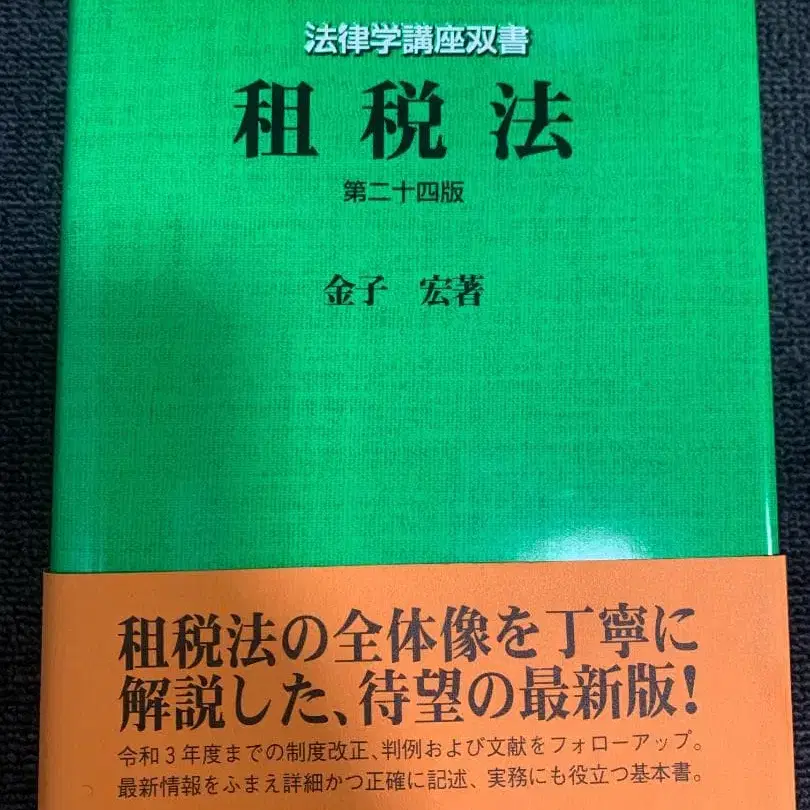 法律学講座双書
租税法
第二十四版
金子 宏著
租税法の全体像を丁寧に
解説した、待望の最新版!
令和3年度までの制度改正、判例および文献をフォローアップ。
最新情報をふまえ詳細かつ正確に記述、実務にも役立つ基本書。